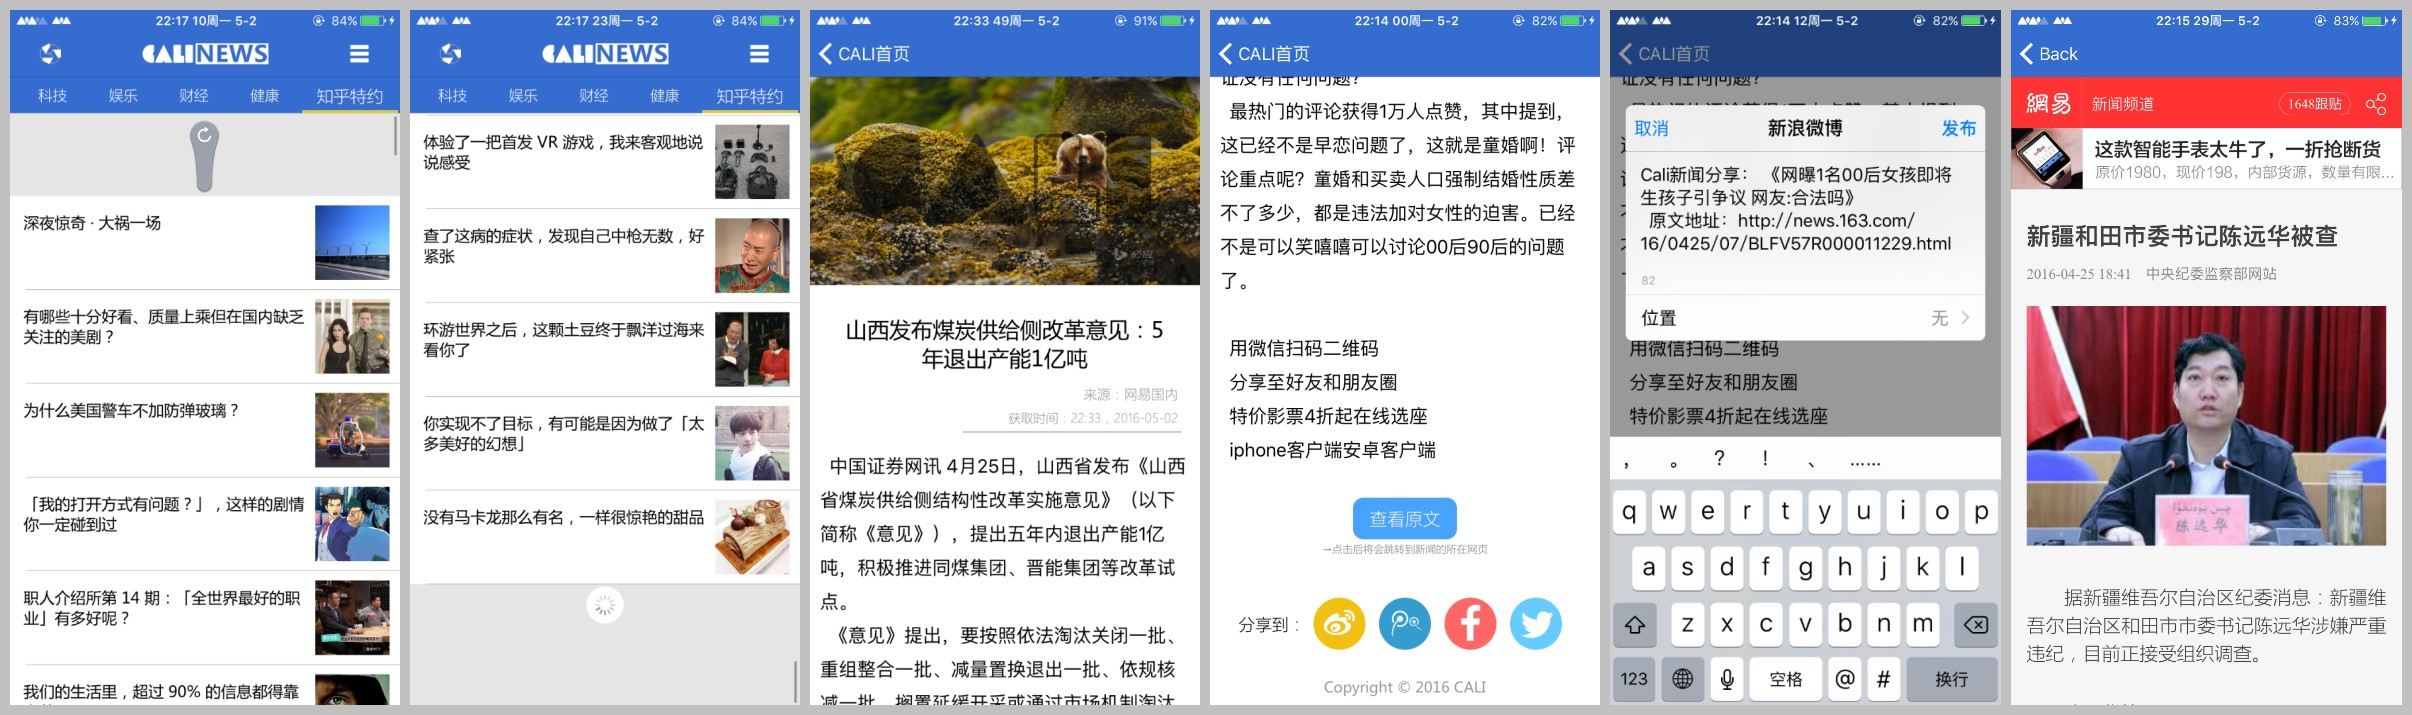 22:17 10周一 5-2
84%
CALINEWS
科技
娱乐
财经
健康
知乎特约
深夜惊奇 · 大祸一场
有哪些十分好看、质量上乘但在国内缺乏
关注的美剧？
为什么美国警车不加防弹玻璃？
「我的打开方式有问题？」，这样的剧情
你一定碰到过
职人介绍所第 14 期：「全世界最好的职
业」有多好呢？
我们的生活里，超过 90% 的信息都得靠
22:17 23周一 5-2
84%
CALINEWS
科技
娱乐
财经
健康
知乎特约
体验了一把首发 VR 游戏，我来客观地说
说感受
查了这病的症状，发现自己中枪无数，好
紧张
环游世界之后，这颗土豆终于飘洋过海来
看你了
你实现不了目标，有可能是因为做了「太
多美好的幻想」
没有马卡龙那么有名，一样很惊艳的甜品
22:33 49周一 5-2
91%
CALI首页
必应
山西发布煤炭供给侧改革意见：5
年退出产能1亿吨
来源：网易国内
获取时间：22:33，2016-05-02
中国证券网讯 4月25日，山西省发布《山西
省煤炭供给侧结构性改革实施意见》（以下
简称《意见》），提出五年内退出产能1亿
吨，积极推进同煤集团、晋能集团等改革试
点。
《意见》提出，要按照依法淘汰关闭一批、
重组整合一批、减量置换退出一批、依规核
减一批、搁置延缓开采或通过市场机制淘汰
22:14 00周一 5-2
82%
CALI首页
证没有任何问题?
最热门的评论获得1万人点赞，其中提到，
这已经不是早恋问题了，这就是童婚啊！评
论重点呢？童婚和买卖人口强制结婚性质差
不了多少，都是违法加对女性的迫害。已经
不是可以笑嘻嘻可以讨论00后90后的问题
了。
用微信扫码二维码
分享至好友和朋友圈
特价影票4折起在线选座
iphone客户端安卓客户端
查看原文
→点击后将会跳转到新闻的所在网页
分享到：
Copyright © 2016 CALI
22:14 12周一 5-2
82%
CALI首页
证没有任何问题?
取消
新浪微博
发布
Cali新闻分享： 《网曝1名00后女孩即将
生孩子引争议 网友:合法吗》
原文地址：http://news.163.com/
16/0425/07/BLFV57R000011229.html
82
位置
无
用微信扫码二维码
分享至好友和朋友圈
特价影票4折起在线选座
， 。 ? ! 、 ……
q w e r t y u i o p
a s d f g h j k l
z x c v b n m
123
空格
@
#
换行
22:15 29周一 5-2
83%
Back
網易
新闻频道
1648跟贴
这款智能手表太牛了，一折抢断货
原价1980，现价198，内部货源，数量有限...
新疆和田市委书记陈远华被查
2016-04-25 18:41 中央纪委监察部网站
陈远华
据新疆维吾尔自治区纪委消息：新疆维
吾尔自治区和田市市委书记陈远华涉嫌严重
违纪，目前正接受组织调查。